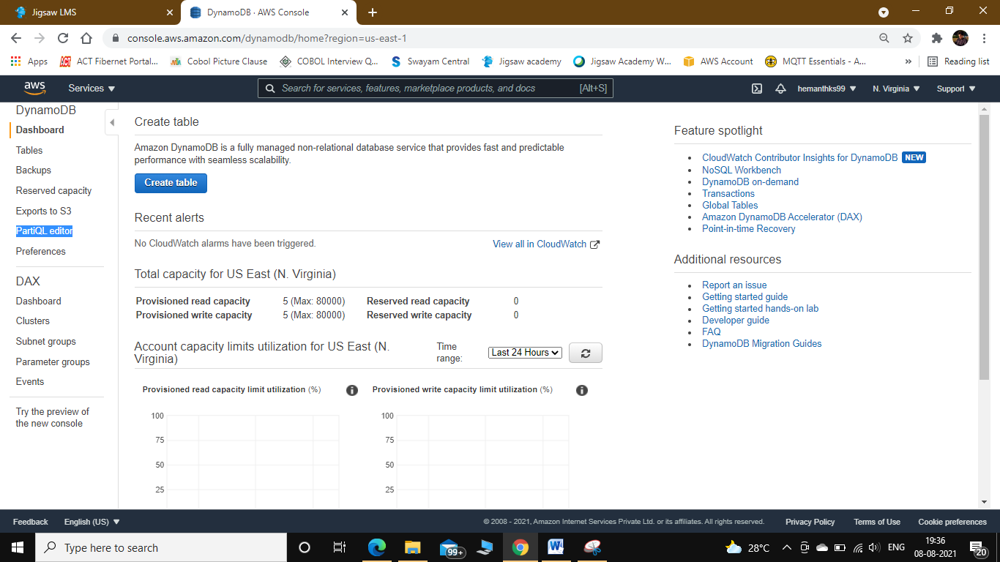 Jigsaw LMS
DynamoDB · AWS Console
console.aws.amazon.com/dynamodb/home?region=us-east-1
Apps
ACT Fibernet Portal...
Cobol Picture Clause
COBOL Interview Q...
Swayam Central
Jigsaw academy
Jigsaw Academy W...
AWS Account
MQTT Essentials - A...
»
Reading list
aws
Services
Search for services, features, marketplace products, and docs
[Alt+S]
hemanthks99
N. Virginia
Support
DynamoDB
Dashboard
Tables
Backups
Reserved capacity
Exports to S3
PartiQL editor
Preferences
DAX
Dashboard
Clusters
Subnet groups
Parameter groups
Events
Try the preview of
the new console
Create table
Amazon DynamoDB is a fully managed non-relational database service that provides fast and predictable
performance with seamless scalability.
Create table
Recent alerts
No CloudWatch alarms have been triggered.
View all in CloudWatch
Total capacity for US East (N. Virginia)
Provisioned read capacity 5 (Max: 80000) Reserved read capacity 0
Provisioned write capacity 5 (Max: 80000) Reserved write capacity 0
Account capacity limits utilization for US East (N.
Virginia)
Time
range:
Last 24 Hours
Provisioned read capacity limit utilization (%)
100
75
50
25
Provisioned write capacity limit utilization (%)
100
75
50
25
Feature spotlight
CloudWatch Contributor Insights for DynamoDB NEW
NoSQL Workbench
DynamoDB on-demand
Transactions
Global Tables
Amazon DynamoDB Accelerator (DAX)
Point-in-time Recovery
Additional resources
Report an issue
Getting started guide
Getting started hands-on lab
Developer guide
FAQ
DynamoDB Migration Guides
Feedback
English (US)
© 2008 - 2021, Amazon Internet Services Private Ltd. or its affiliates. All rights reserved.
Privacy Policy
Terms of Use
Cookie preferences
Type here to search
99+
28°C
ENG
19:36
08-08-2021
20